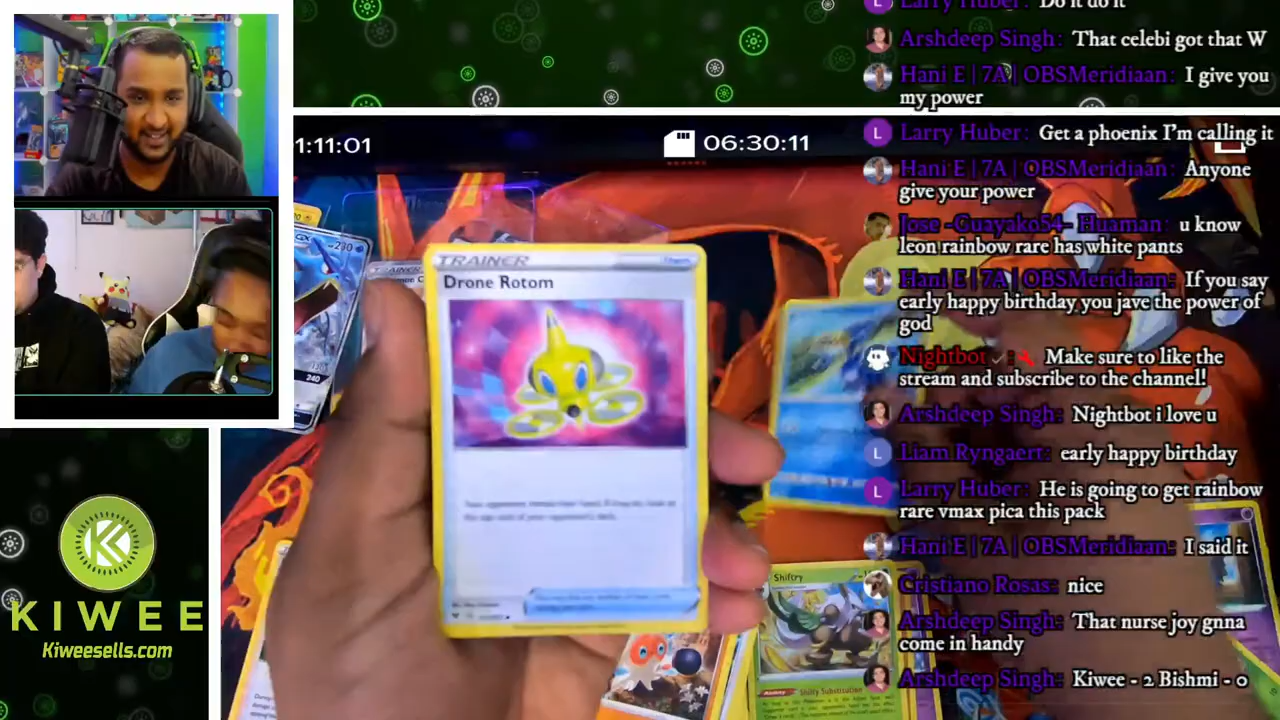 Larry Huber: Do it do it
Arshdeep Singh: That celebi got that W
Hani E | 7A | OBSMeridiaan: I give you
my power
Larry Huber: Get a phoenix I'm calling it
Hani E | 7A | OBSMeridiaan: Anyone
give your power
Jose -Guayako54- Huaman: u know
leon rainbow rare has white pants
Hani E | 7A | OBSMeridiaan: If you say
early happy birthday you jave the power of
god
Nightbot: Make sure to like the
stream and subscribe to the channel!
Arshdeep Singh: Nightbot i love u
Liam Ryngaert: early happy birthday
Larry Huber: He is going to get rainbow
rare vmax pica this pack
Hani E | 7A | OBSMeridiaan: I said it
Cristiano Rosas: nice
Arshdeep Singh: That nurse joy gnna
come in handy
Arshdeep Singh: Kiwee - 2 Bishmi - 0
1:11:01
06:30:11
TRAINER
Drone Rotom
GX
240
Shiftry
Shifty Substitution
K
KIWEE
Kiweesells.com